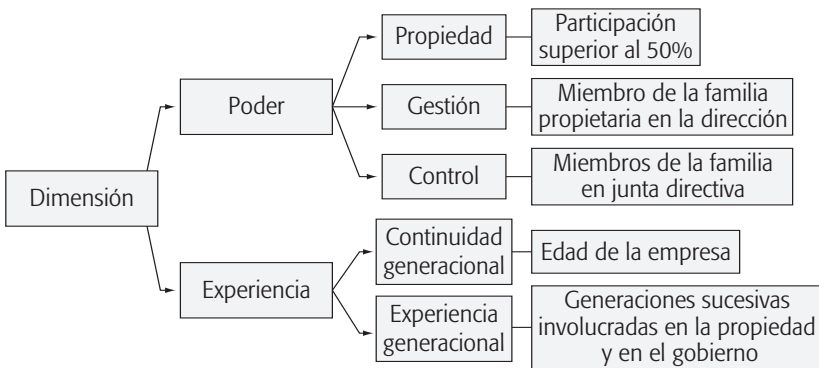 Dimensión
Poder
Propiedad
Participación
superior al 50%
Gestión
Miembro de la familia
propietaria en la dirección
Control
Miembros de la familia
en junta directiva
Experiencia
Continuidad
generacional
Edad de la empresa
Experiencia
generacional
Generaciones sucesivas
involucradas en la propiedad
y en el gobierno